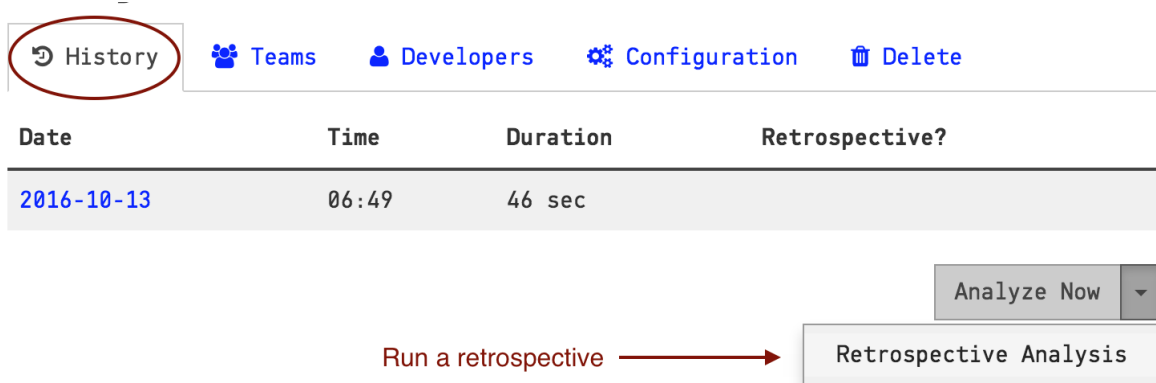 History Teams Developers Configuration Delete
Date Time Duration Retrospective?
2016-10-13 06:49 46 sec
Analyze Now
Run a retrospective Retrospective Analysis